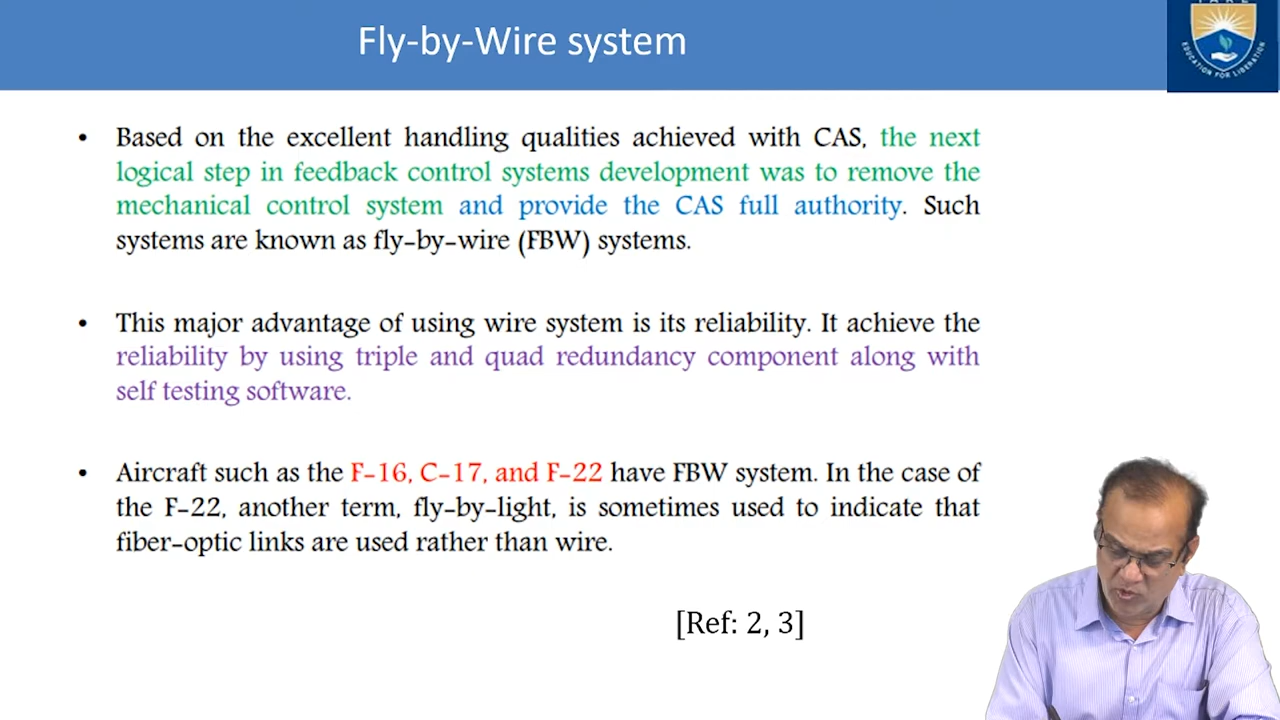 Fly-by-Wire system
EDUCATION FOR LIBERATION
• Based on the excellent handling qualities achieved with CAS, the next
logical step in feedback control systems development was to remove the
mechanical control system and provide the CAS full authority. Such
systems are known as fly-by-wire (FBW) systems.
• This major advantage of using wire system is its reliability. It achieve the
reliability by using triple and quad redundancy component along with
self testing software.
• Aircraft such as the F-16, C-17, and F-22 have FBW system. In the case of
the F-22, another term, fly-by-light, is sometimes used to indicate that
fiber-optic links are used rather than wire.
[Ref: 2, 3]